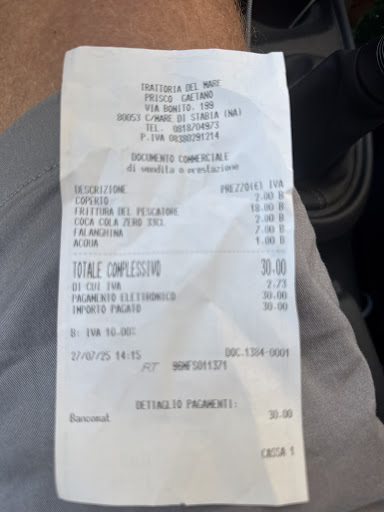 TRATTORIA DEL MARE
PRISCO GAETANO
VIA BONITO, 199
80053 C/MARE DI STABIA (NA)
TEL. 0818704973
P.IVA 08380291214
DOCUMENTO COMMERCIALE
di vendita o prestazione
DESCRIZIONE PREZZO(€) IVA
COPERTO 2.00 B
FRITTURA DEL PESCATORE 18.00 B
COCA COLA ZERO 33CL 2.00 B
FALANGHINA 7.00 B
ACQUA 1.00 B
TOTALE COMPLESSIVO 30.00
DI CUI IVA 2.73
PAGAMENTO ELETTRONICO 30.00
IMPORTO PAGATO 30.00
B: IVA 10.00%
27/07/25 14:15 DOC.1384-0001
RT 96MFS011371
DETTAGLIO PAGAMENTI:
Bancomat 30.00
CASSA 1